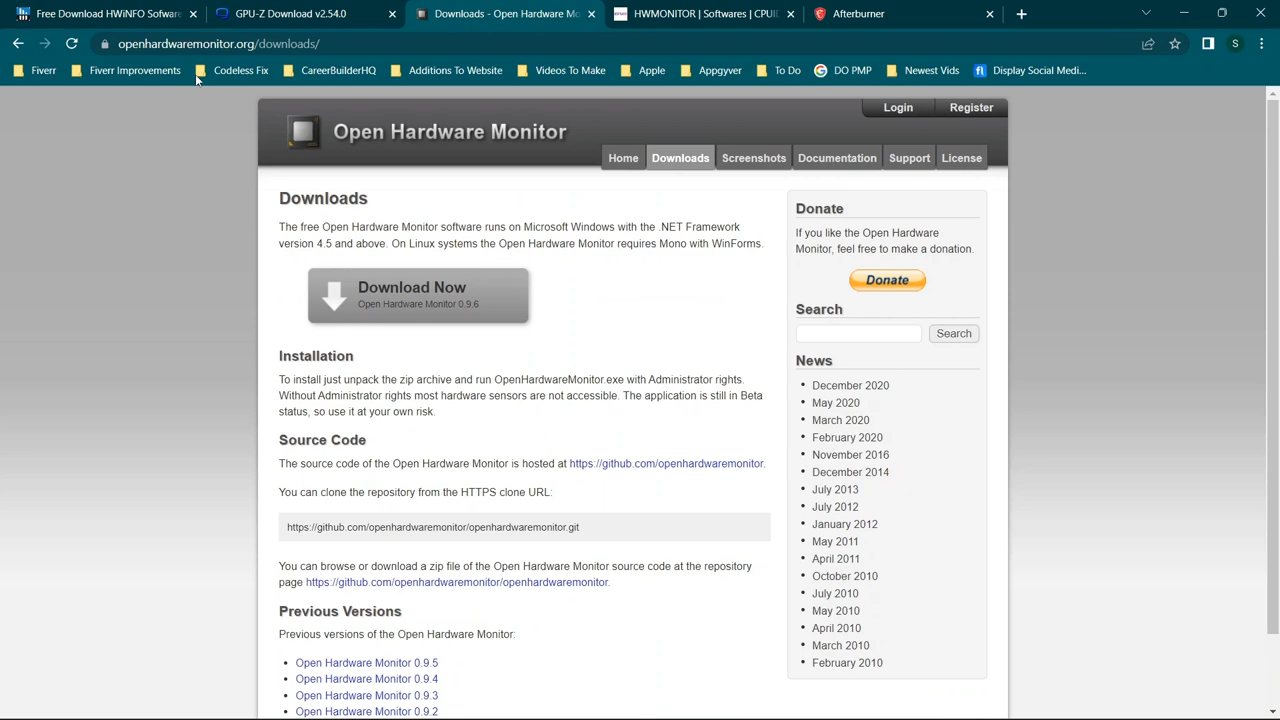 Free Download HWiNFO Software
GPU-Z Download v2.54.0
Downloads - Open Hardware Mo
HWMONITOR | Softwares | CPUID
Afterburner
openhardwaremonitor.org/downloads/
S
Fiverr
Fiverr Improvements
Codeless Fix
CareerBuilderHQ
Additions To Website
Videos To Make
Apple
Appgyver
To Do
DO PMP
Newest Vids
Display Social Medi...
Login
Register
Open Hardware Monitor
Home
Downloads
Screenshots
Documentation
Support
License
Downloads
The free Open Hardware Monitor software runs on Microsoft Windows with the .NET Framework
version 4.5 and above. On Linux systems the Open Hardware Monitor requires Mono with WinForms.
Download Now
Open Hardware Monitor 0.9.6
Installation
To install just unpack the zip archive and run OpenHardwareMonitor.exe with Administrator rights.
Without Administrator rights most hardware sensors are not accessible. The application is still in Beta
status, so use it at your own risk.
Source Code
The source code of the Open Hardware Monitor is hosted at https://github.com/openhardwaremonitor.
You can clone the repository from the HTTPS clone URL:
https://github.com/openhardwaremonitor/openhardwaremonitor.git
You can browse or download a zip file of the Open Hardware Monitor source code at the repository
page https://github.com/openhardwaremonitor/openhardwaremonitor.
Previous Versions
Previous versions of the Open Hardware Monitor:
• Open Hardware Monitor 0.9.5
• Open Hardware Monitor 0.9.4
• Open Hardware Monitor 0.9.3
• Open Hardware Monitor 0.9.2
Donate
If you like the Open Hardware
Monitor, feel free to make a donation.
Donate
Search
Search
News
• December 2020
• May 2020
• March 2020
• February 2020
• November 2016
• December 2014
• July 2013
• July 2012
• January 2012
• May 2011
• April 2011
• October 2010
• July 2010
• May 2010
• April 2010
• March 2010
• February 2010